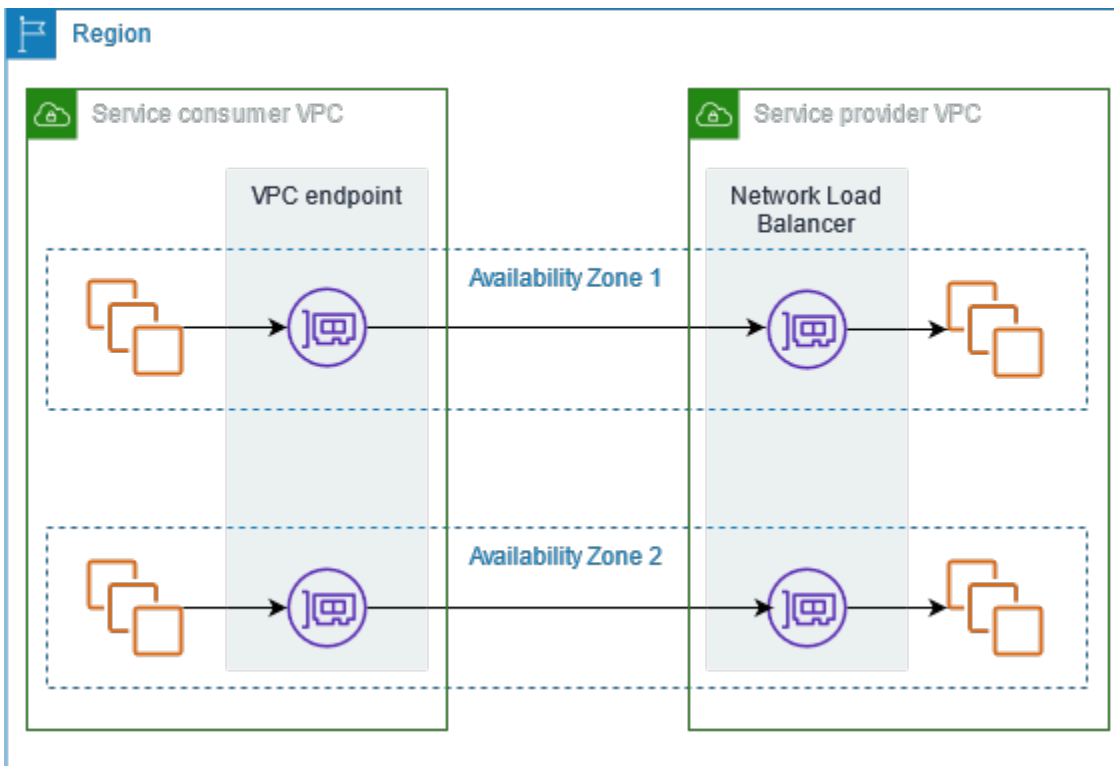 Region
Service consumer VPC
Service provider VPC
VPC endpoint
Network Load
Balancer
Availability Zone 1
Availability Zone 2